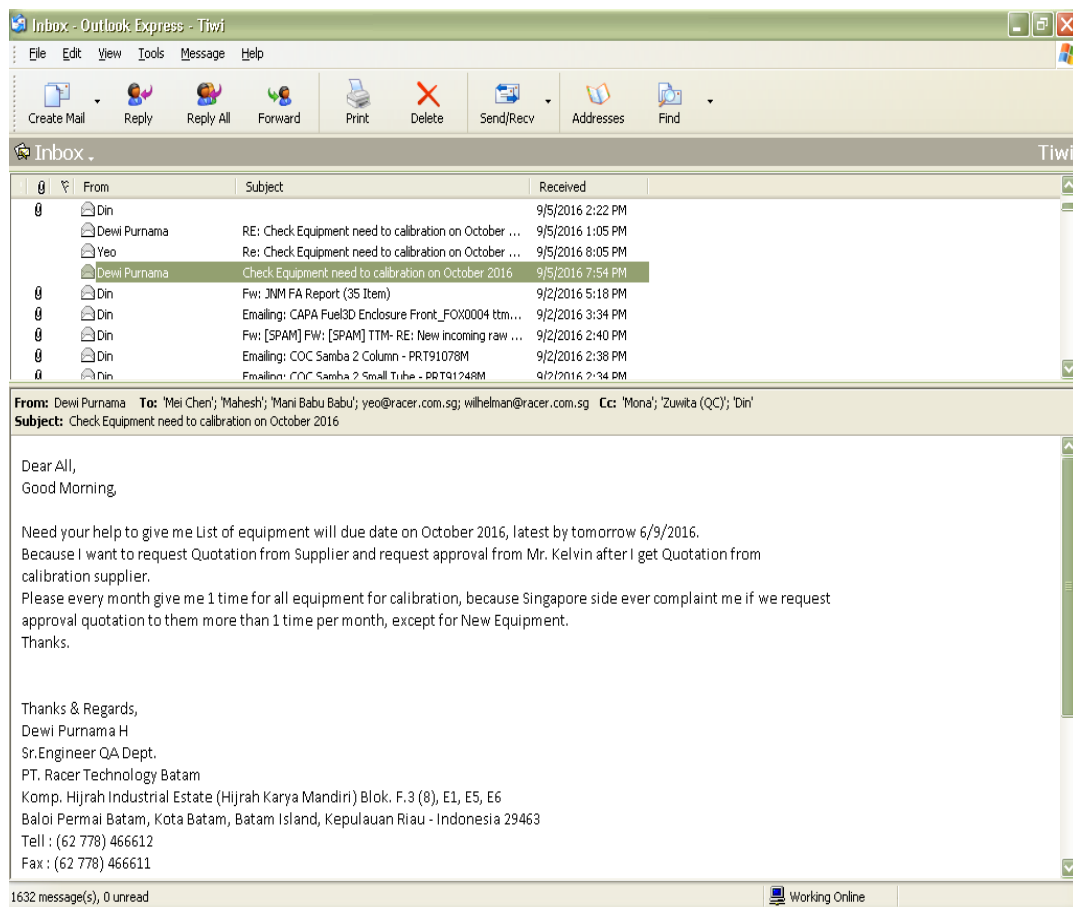 Inbox - Outlook Express - Tiwi
File Edit View Tools Message Help
Create Mail Reply Reply All Forward Print Delete Send/Recv Addresses Find
Inbox Tiwi
From Subject Received
Din 9/5/2016 2:22 PM
Dewi Purnama RE: Check Equipment need to calibration on October ... 9/5/2016 1:05 PM
Yeo Re: Check Equipment need to calibration on October ... 9/5/2016 8:05 PM
Dewi Purnama Check Equipment need to calibration on October 2016 9/5/2016 7:54 PM
Din Fw: JNM FA Report (35 Item) 9/2/2016 5:18 PM
Din Emailing: CAPA Fuel3D Enclosure Front_FOX0004 ttm... 9/2/2016 3:34 PM
Din Fw: [SPAM] FW: [SPAM] TTM- RE: New incoming raw ... 9/2/2016 2:40 PM
Din Emailing: COC Samba 2 Column - PRT91078M 9/2/2016 2:38 PM
Din Emailing: COC Samba 2 Small Tube - PRT91248M 9/2/2016 2:34 PM
From: Dewi Purnama To: 'Mei Chen'; 'Mahesh'; 'Mani Babu Babu'; yeo@racer.com.sg; wilhelman@racer.com.sg Cc: 'Mona'; 'Zuwita (QC)'; 'Din'
Subject: Check Equipment need to calibration on October 2016
Dear All,
Good Morning,
Need your help to give me List of equipment will due date on October 2016, latest by tomorrow 6/9/2016.
Because I want to request Quotation from Supplier and request approval from Mr. Kelvin after I get Quotation from
calibration supplier.
Please every month give me 1 time for all equipment for calibration, because Singapore side ever complaint me if we request
approval quotation to them more than 1 time per month, except for New Equipment.
Thanks.
Thanks & Regards,
Dewi Purnama H
Sr.Engineer QA Dept.
PT. Racer Technology Batam
Komp. Hijrah Industrial Estate (Hijrah Karya Mandiri) Blok. F.3 (8), E1, E5, E6
Baloi Permai Batam, Kota Batam, Batam Island, Kepulauan Riau - Indonesia 29463
Tell : (62 778) 466612
Fax : (62 778) 466611
1632 message(s), 0 unread Working Online